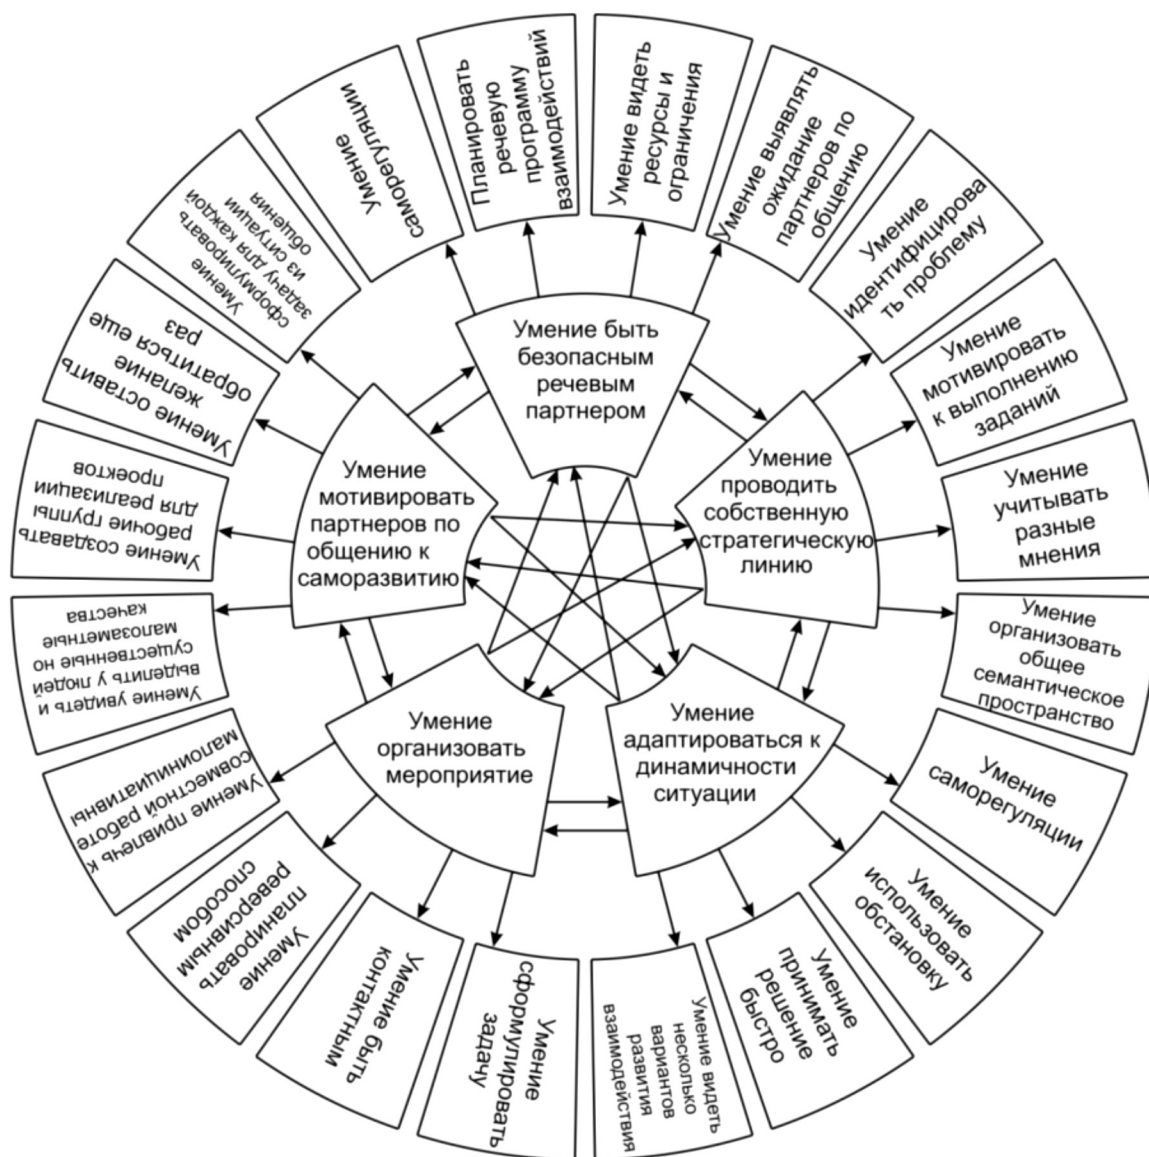 Планировать
речевую
программу
взаимодействий
Умение видеть
ресурсы и
ограничения
Умение выявлять
ожидание
партнеров по
общению
Умение
идентифицирова
ть проблему
Умение
мотивировать
к выполнению
заданий
Умение
учитывать
разные
мнения
Умение
организовать
общее
семантическое
пространство
Умение
саморегуляции
Умение
использовать
обстановку
Умение
принимать
решение
быстро
Умение видеть
несколько
вариантов
развития
взаимодействия
Умение
сформулировать
задачу
Умение быть
контактным
Умение
планировать
реверсивным
способом
Умение привлечь к
совместной работе
малоинициативны
Умение увидеть и
выделить у людей
существенные но
малозаметные
качества
Умение создавать
рабочие группы
для реализации
проектов
Умение оставить
желание
обратиться еще
раз
Умение
сформулировать
задачу для каждой
из ситуации
общения
Умение
саморегуляции
Умение быть
безопасным
речевым
партнером
Умение
проводить
собственную
стратегическую
линию
Умение
адаптироваться к
динамичности
ситуации
Умение
организовать
мероприятие
Умение
мотивировать
партнеров по
общению к
саморазвитию